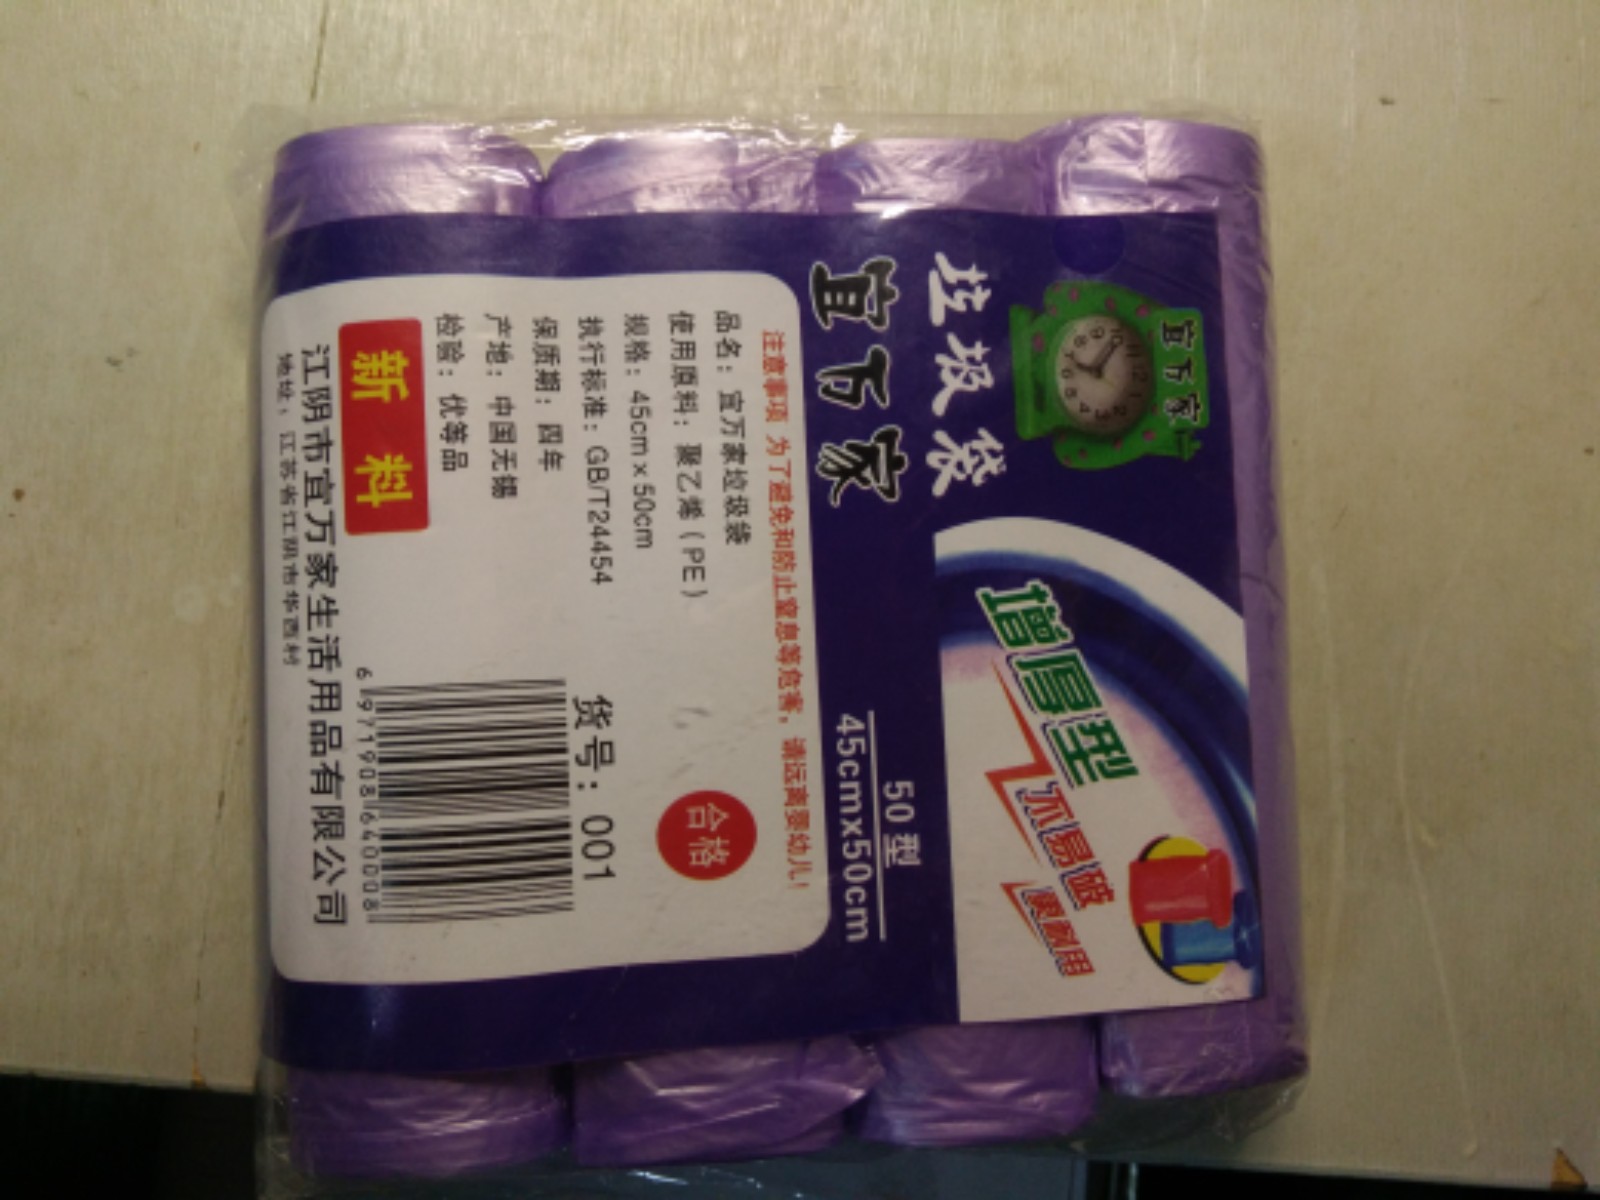 宜万家
垃圾袋
宜万家
增厚型
不易破
更耐用
50型
45cmx50cm
注意事项 为了避免和防止窒息等危害，请远离婴幼儿！
品名：宜万家垃圾袋
使用原料：聚乙烯（PE）
规格：45cm x 50cm
执行标准：GB/T24454
保质期：四年
产地：中国无锡
检验：优等品
合格
货号：001
6 971908 640008
新料
江阴市宜万家生活用品有限公司
地址：江苏省江阴市华西村